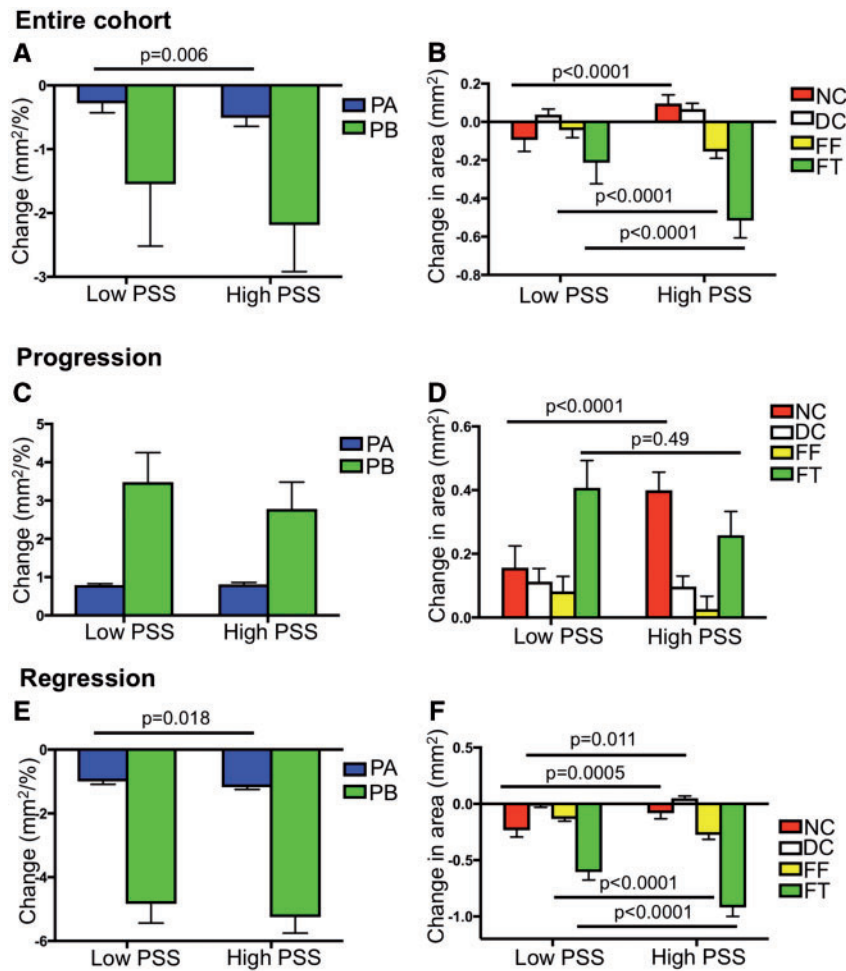 Entire cohort
A
p=0.006
Change (mm²/%)
0
-1
-2
-3
Low PSS
High PSS
PA
PB
B
p<0.0001
Change in area (mm²)
0.2
0.0
-0.2
-0.4
-0.6
-0.8
p<0.0001
p<0.0001
Low PSS
High PSS
NC
DC
FF
FT
Progression
C
Change (mm²/%)
5
4
3
2
1
0
Low PSS
High PSS
PA
PB
D
p<0.0001
p=0.49
Change in area (mm²)
0.6
0.4
0.2
0.0
Low PSS
High PSS
NC
DC
FF
FT
Regression
E
p=0.018
Change (mm²/%)
0
-2
-4
-6
Low PSS
High PSS
PA
PB
F
p=0.011
p=0.0005
Change in area (mm²)
0.5
0.0
-0.5
-1.0
p<0.0001
p<0.0001
Low PSS
High PSS
NC
DC
FF
FT